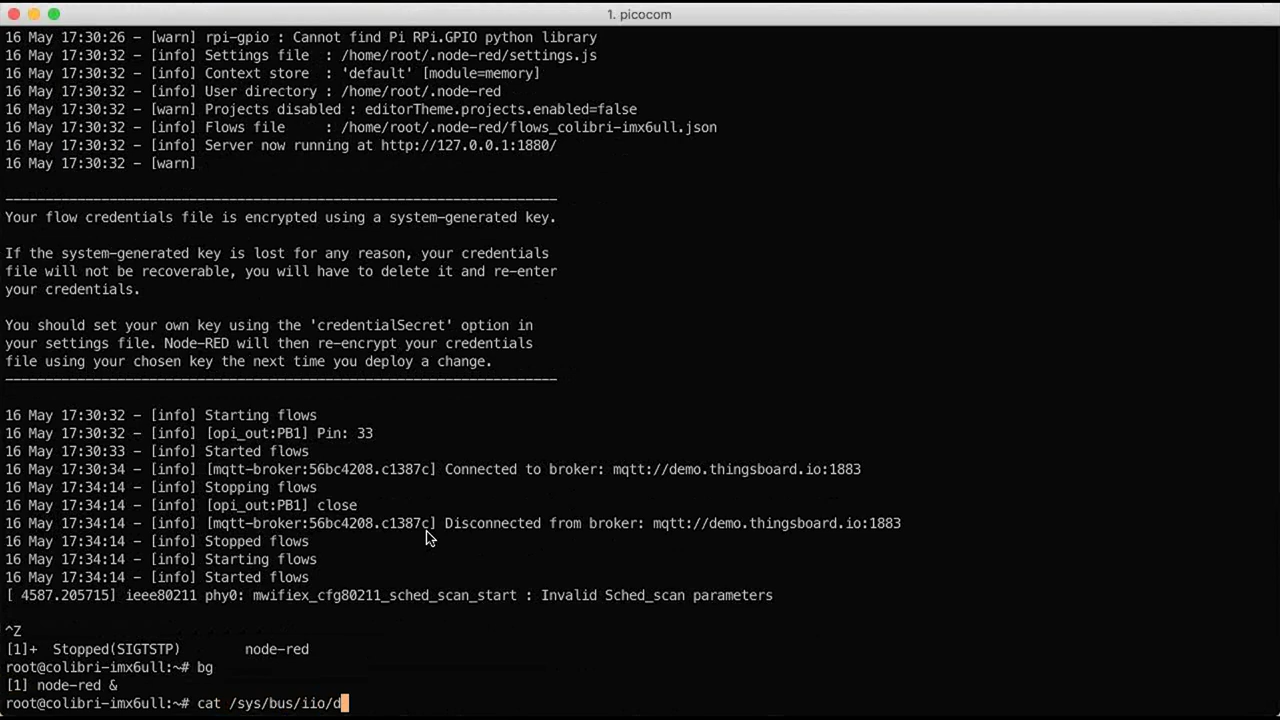 1. picocom
16 May 17:30:26 - [warn] rpi-gpio : Cannot find Pi RPi.GPIO python library
16 May 17:30:32 - [info] Settings file  : /home/root/.node-red/settings.js
16 May 17:30:32 - [info] Context store  : 'default' [module=memory]
16 May 17:30:32 - [info] User directory : /home/root/.node-red
16 May 17:30:32 - [warn] Projects disabled : editorTheme.projects.enabled=false
16 May 17:30:32 - [info] Flows file     : /home/root/.node-red/flows_colibri-imx6ull.json
16 May 17:30:32 - [info] Server now running at http://127.0.0.1:1880/
16 May 17:30:32 - [warn]
---------------------------------------------------------------------
Your flow credentials file is encrypted using a system-generated key.
If the system-generated key is lost for any reason, your credentials
file will not be recoverable, you will have to delete it and re-enter
your credentials.
You should set your own key using the 'credentialSecret' option in
your settings file. Node-RED will then re-encrypt your credentials
file using your chosen key the next time you deploy a change.
---------------------------------------------------------------------
16 May 17:30:32 - [info] Starting flows
16 May 17:30:32 - [info] [opi_out:PB1] Pin: 33
16 May 17:30:33 - [info] Started flows
16 May 17:30:34 - [info] [mqtt-broker:56bc4208.c1387c] Connected to broker: mqtt://demo.thingsboard.io:1883
16 May 17:34:14 - [info] Stopping flows
16 May 17:34:14 - [info] [opi_out:PB1] close
16 May 17:34:14 - [info] [mqtt-broker:56bc4208.c1387c] Disconnected from broker: mqtt://demo.thingsboard.io:1883
16 May 17:34:14 - [info] Stopped flows
16 May 17:34:14 - [info] Starting flows
16 May 17:34:14 - [info] Started flows
[ 4587.205715] ieee80211 phy0: mwifiex_cfg80211_sched_scan_start : Invalid Sched_scan parameters
^Z
[1]+  Stopped(SIGTSTP)        node-red
root@colibri-imx6ull:~# bg
[1] node-red &
root@colibri-imx6ull:~# cat /sys/bus/iio/d